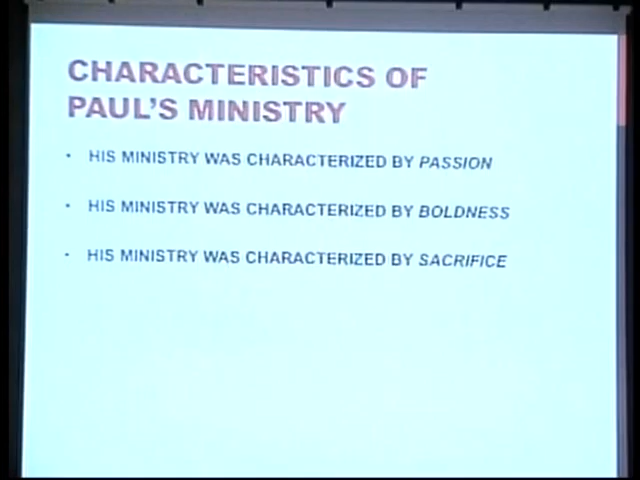 CHARACTERISTICS OF
PAUL'S MINISTRY
• HIS MINISTRY WAS CHARACTERIZED BY PASSION
• HIS MINISTRY WAS CHARACTERIZED BY BOLDNESS
• HIS MINISTRY WAS CHARACTERIZED BY SACRIFICE